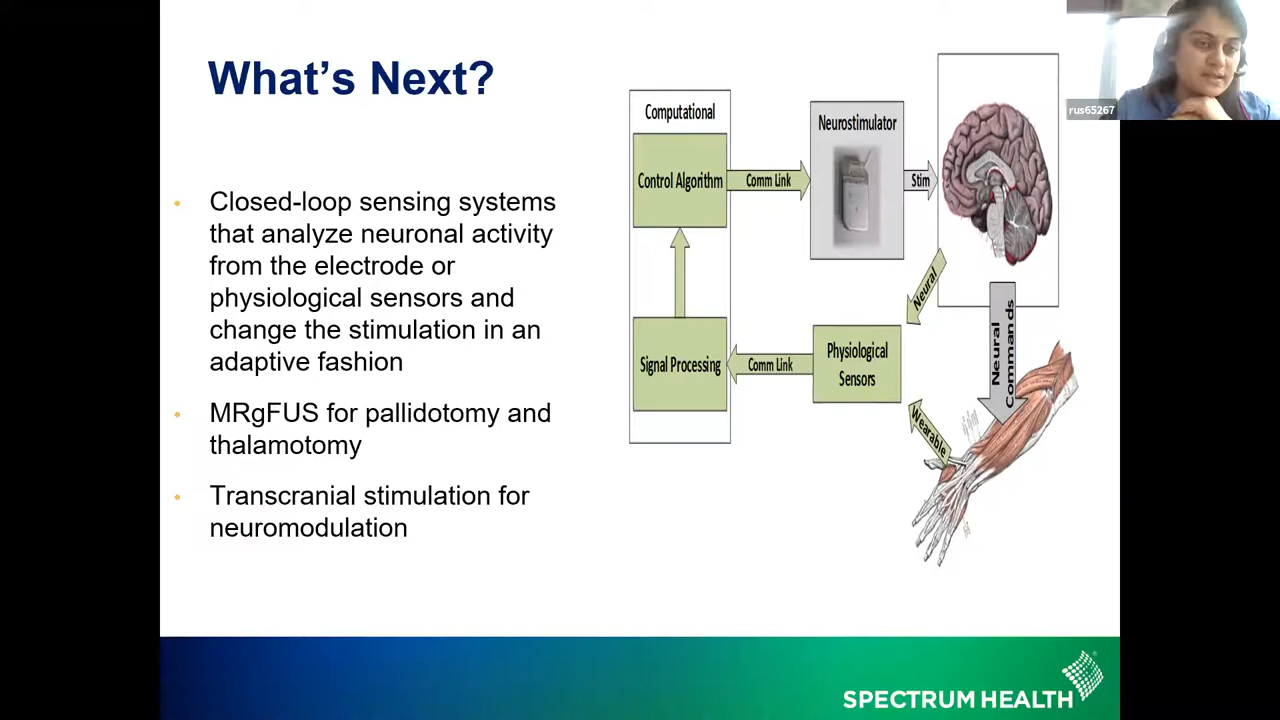 What's Next?
Closed-loop sensing systems
that analyze neuronal activity
from the electrode or
physiological sensors and
change the stimulation in an
adaptive fashion
MRgFUS for pallidotomy and
thalamotomy
Transcranial stimulation for
neuromodulation
Computational
Control Algorithm
Comm Link
Neurostimulator
Stim
Neural
Neural
Commands
Signal Processing
Comm Link
Physiological
Sensors
Wearable
rus65267
SPECTRUM HEALTH